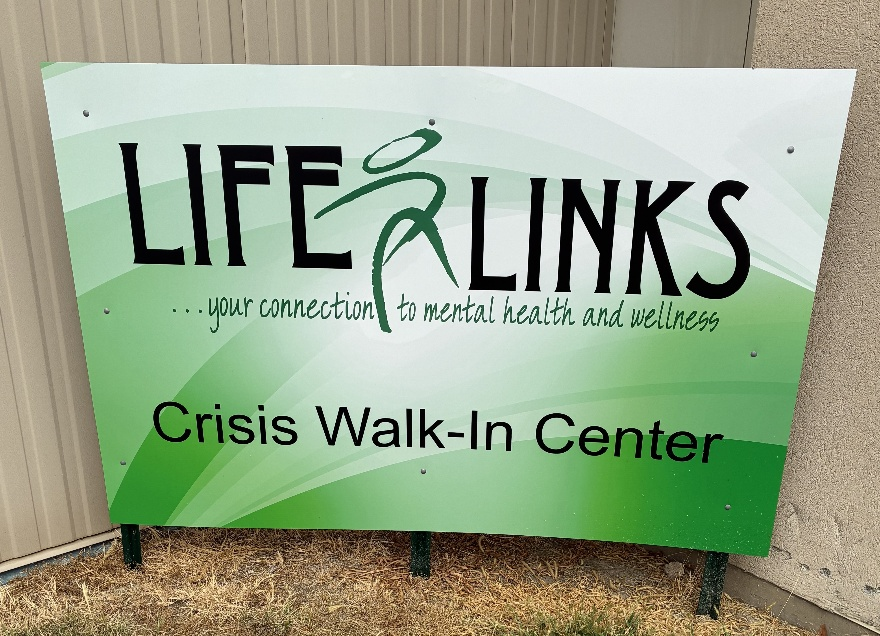 LIFE LINKS
...your connection to mental health and wellness
Crisis Walk-In Center